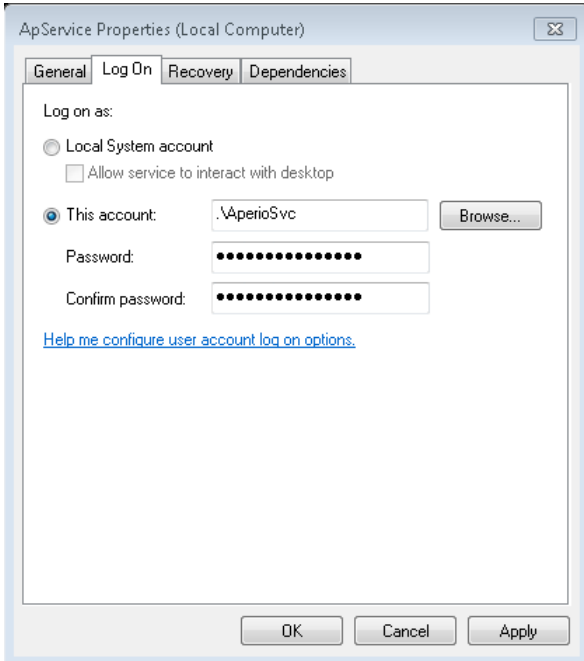 ApService Properties (Local Computer)
General Log On Recovery Dependencies
Log on as:
Local System account
Allow service to interact with desktop
This account: .\AperioSvc Browse...
Password: •••••••••••••••
Confirm password: •••••••••••••••
Help me configure user account log on options.
OK Cancel Apply